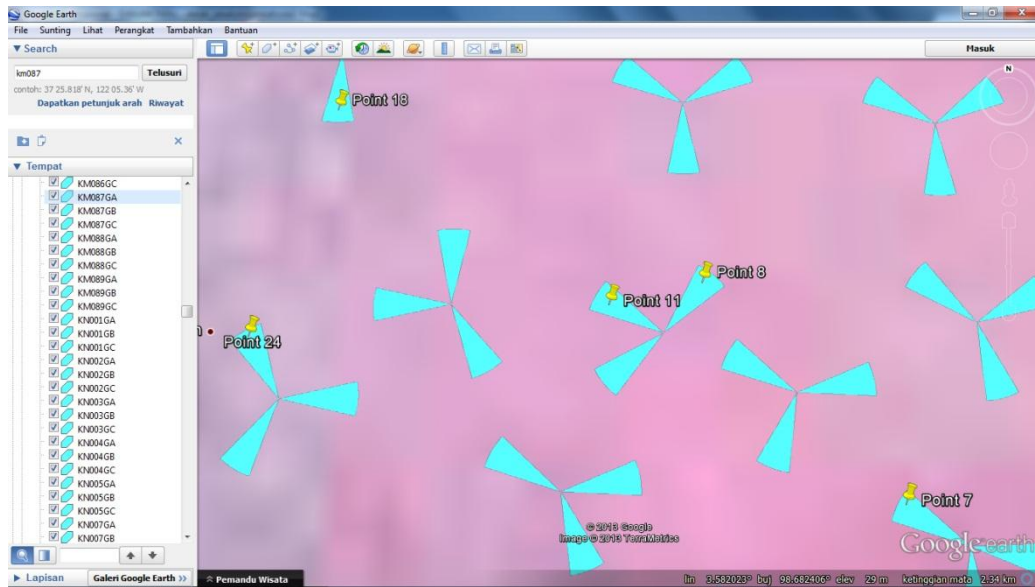 Google Earth
File Sunting Lihat Perangkat Tambahkan Bantuan
▼ Search
Masuk
km087
Telusuri
contoh: 37 25.818' N, 122 05.36' W
Dapatkan petunjuk arah Riwayat
▼ Tempat
KM086GC
KM087GA
KM087GB
KM087GC
KM088GA
KM088GB
KM088GC
KM089GA
KM089GB
KM089GC
KN001GA
KN001GB
KN001GC
KN002GA
KN002GB
KN002GC
KN003GA
KN003GB
KN003GC
KN004GA
KN004GB
KN004GC
KN005GA
KN005GB
KN005GC
KN007GA
KN007GB
► Lapisan
Galeri Google Earth >>
N
Point 18
Point 8
Point 11
Point 24
Point 7
© 2013 Google
Image © 2013 TerraMetrics
Google earth
Pemandu Wisata
lin 3.582023° buj 98.682406° elev 29 m ketinggian mata 2.34 km